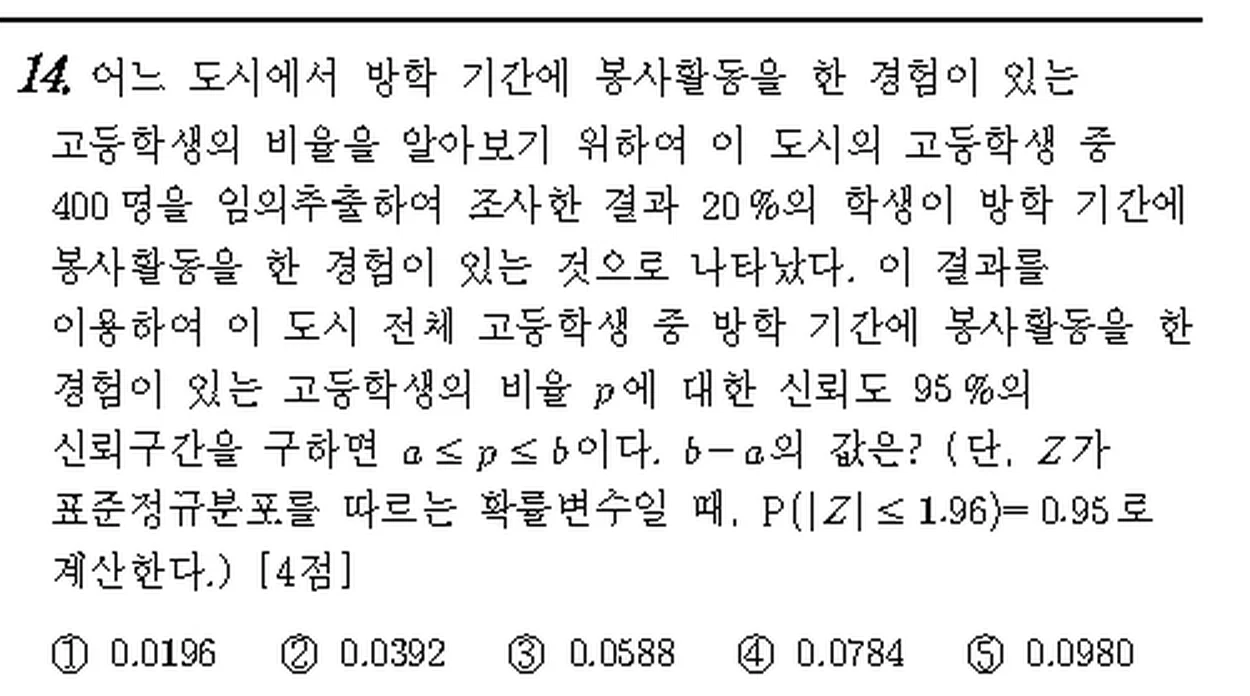 14. 어느 도시에서 방학 기간에 봉사활동을 한 경험이 있는
고등학생의 비율을 알아보기 위하여 이 도시의 고등학생 중
400명을 임의추출하여 조사한 결과 20%의 학생이 방학 기간에
봉사활동을 한 경험이 있는 것으로 나타났다. 이 결과를
이용하여 이 도시 전체 고등학생 중 방학 기간에 봉사활동을 한
경험이 있는 고등학생의 비율 p에 대한 신뢰도 95%의
신뢰구간을 구하면 a ≤ p ≤ b이다. b-a의 값은? (단, Z가
표준정규분포를 따르는 확률변수일 때, P(|Z| ≤ 1.96)= 0.95로
계산한다.) [4점]
① 0.0196 ② 0.0392 ③ 0.0588 ④ 0.0784 ⑤ 0.0980